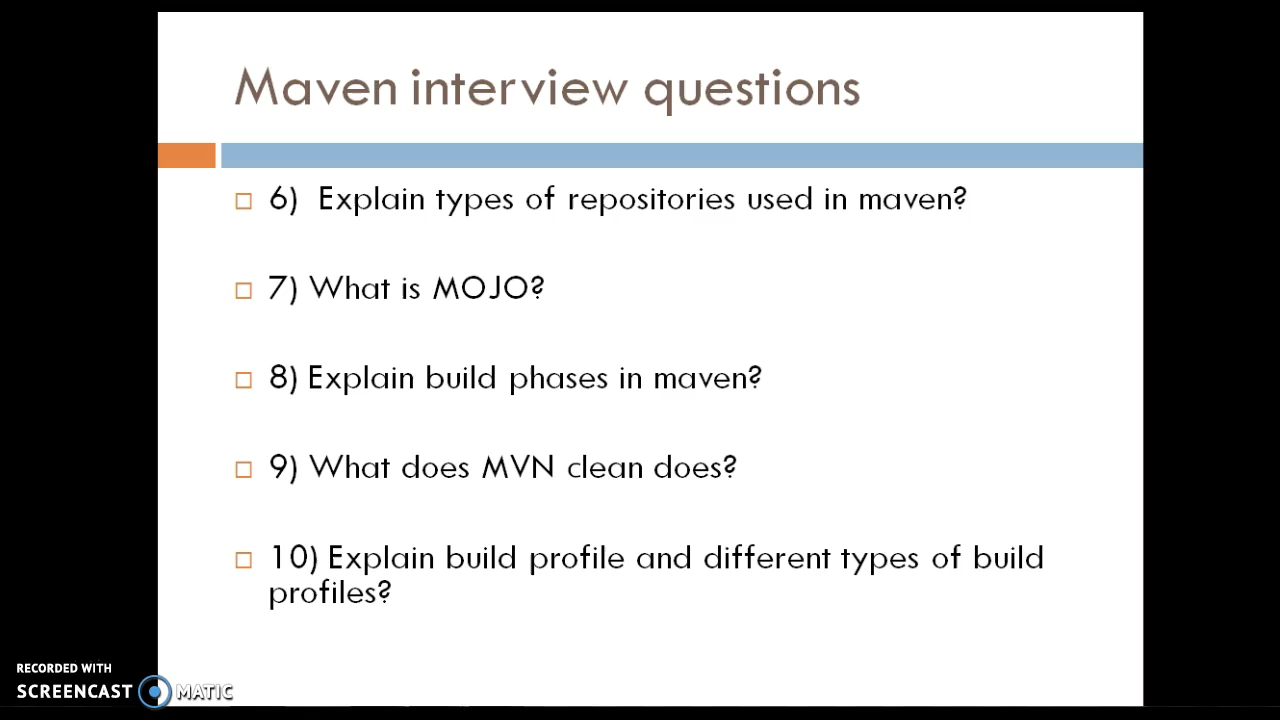 Maven interview questions
6) Explain types of repositories used in maven?
7) What is MOJO?
8) Explain build phases in maven?
9) What does MVN clean does?
10) Explain build profile and different types of build
profiles?
RECORDED WITH
SCREENCAST MATIC